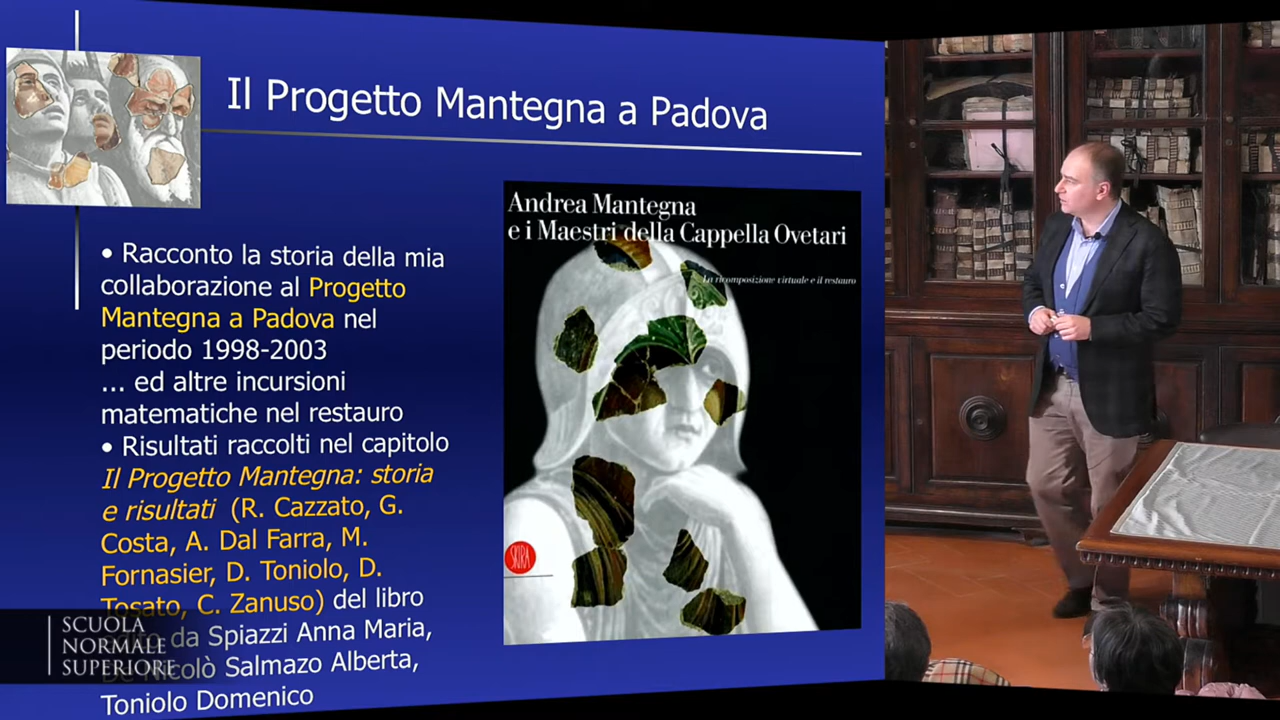 Il Progetto Mantegna a Padova
• Racconto la storia della mia
collaborazione al Progetto
Mantegna a Padova nel
periodo 1998-2003
... ed altre incursioni
matematiche nel restauro
• Risultati raccolti nel capitolo
Il Progetto Mantegna: storia
e risultati (R. Cazzato, G.
Costa, A. Dal Farra, M.
Fornasier, D. Toniolo, D.
Tosato, C. Zanuso) del libro
da Spiazzi Anna Maria,
De Nicolò Salmazo Alberta,
Toniolo Domenico
Andrea Mantegna
e i Maestri della Cappella Ovetari
La ricomposizione virtuale e il restauro
SKIRA
SCUOLA
NORMALE
SUPERIORE